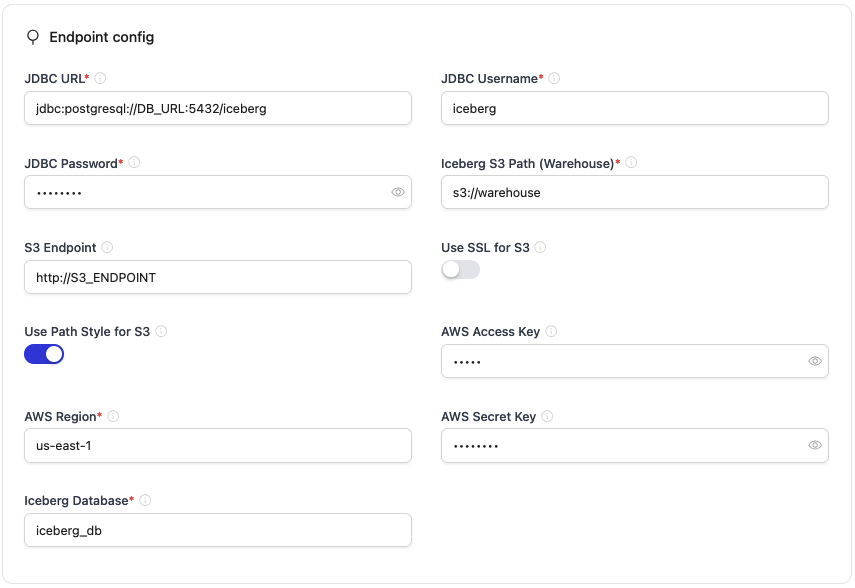 Endpoint config
JDBC URL*
JDBC Username*
jdbc:postgresql://DB_URL:5432/iceberg
iceberg
JDBC Password*
Iceberg S3 Path (Warehouse)*
••••••••
s3://warehouse
S3 Endpoint
Use SSL for S3
http://S3_ENDPOINT
Use Path Style for S3
AWS Access Key
•••••
AWS Region*
AWS Secret Key
us-east-1
••••••••
Iceberg Database*
iceberg_db